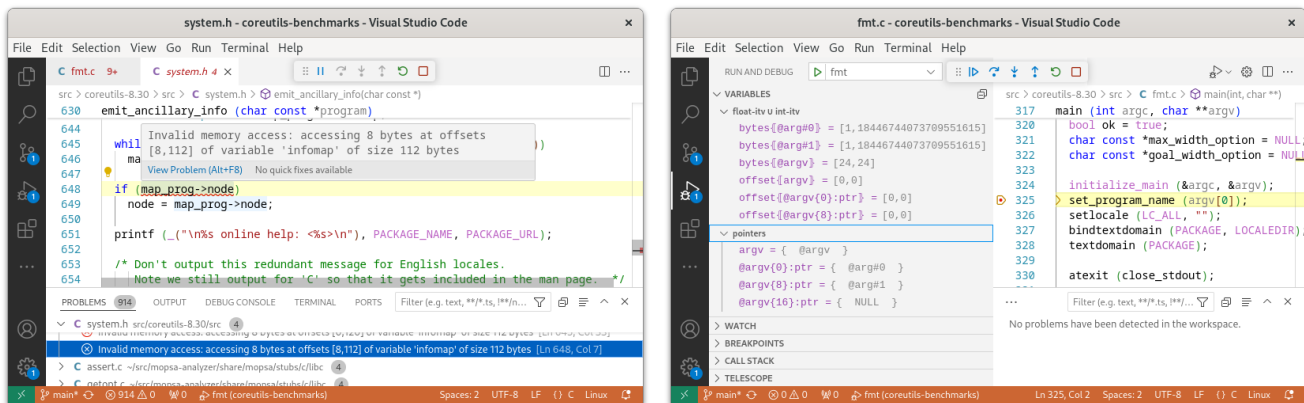 system.h - coreutils-benchmarks - Visual Studio Code
×
File Edit Selection View Go Run Terminal Help
C fmt.c 9+
C system.h 4 ×
src > coreutils-8.30 > src > C system.h > emit_ancillary_info(char const *)
630 emit_ancillary_info (char const *program)
644
645 whil
646 ma
647
Invalid memory access: accessing 8 bytes at offsets
[8,112] of variable 'infomap' of size 112 bytes
View Problem (Alt+F8) No quick fixes available
648 if (map_prog->node)
649 node = map_prog->node;
650
651 printf (_("\n%s online help: <%s>\n"), PACKAGE_NAME, PACKAGE_URL);
652
653 /* Don't output this redundant message for English locales.
654 Note we still output for 'C' so that it gets included in the man page. */
PROBLEMS 914 OUTPUT DEBUG CONSOLE TERMINAL PORTS Filter (e.g. text, **/*.ts, !**/n...
C system.h src/coreutils-8.30/src 4
Invalid memory access: accessing 8 bytes at offsets [8,112] of variable 'infomap' of size 112 bytes [Ln 648, Col 7]
C assert.c ~/src/mopsa-analyzer/share/mopsa/stubs/c/libc 4
C getopt.c ~/src/mopsa-analyzer/share/mopsa/stubs/c/libc 4
main* 914 0 0 fmt (coreutils-benchmarks) Spaces: 2 UTF-8 LF {} C Linux
fmt.c - coreutils-benchmarks - Visual Studio Code
×
File Edit Selection View Go Run Terminal Help
RUN AND DEBUG fmt
VARIABLES
float-itv U int-itv
bytes⦃@arg#0⦄ = [1,18446744073709551615]
bytes⦃@arg#1⦄ = [1,18446744073709551615]
bytes⦃@argv⦄ = [24,24]
offset⦃argv⦄ = [0,0]
offset⦃@argv{0}:ptr⦄ = [0,0]
offset⦃@argv{8}:ptr⦄ = [0,0]
pointers
argv = { @argv }
@argv{0}:ptr = { @arg#0 }
@argv{8}:ptr = { @arg#1 }
@argv{16}:ptr = { NULL }
WATCH
BREAKPOINTS
CALL STACK
TELESCOPE
src > coreutils-8.30 > src > C fmt.c > main(int, char **)
317 main (int argc, char **argv)
320 bool ok = true;
321 char const *max_width_option = NULL
322 char const *goal_width_option = NUL
323
324 initialize_main (&argc, &argv);
325 set_program_name (argv[0]);
326 setlocale (LC_ALL, "");
327 bindtextdomain (PACKAGE, LOCALEDIR)
328 textdomain (PACKAGE);
329
330 atexit (close_stdout);
Filter (e.g. text, **/*.ts, !**/n...
No problems have been detected in the workspace.
main* 0 0 0 fmt (coreutils-benchmarks) Ln 325, Col 2 Spaces: 2 UTF-8 LF {} C Linux